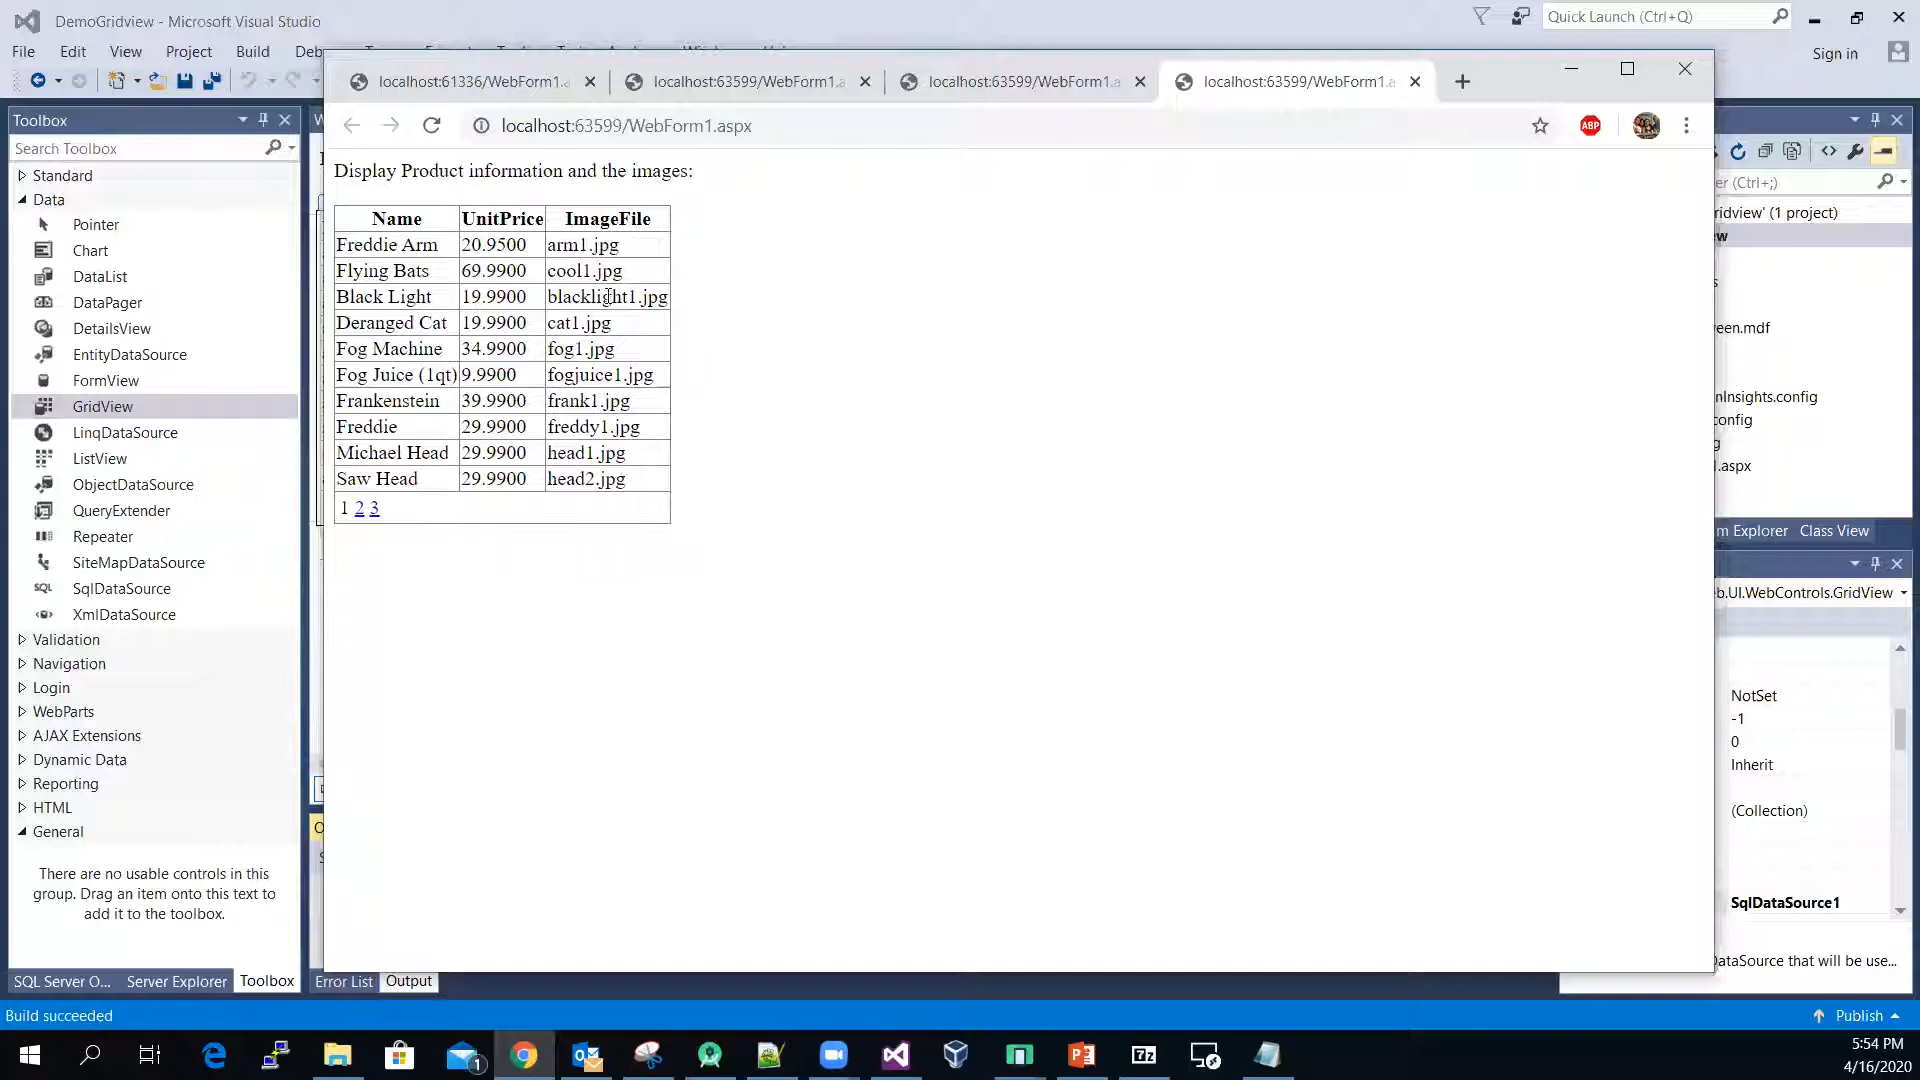 DemoGridview - Microsoft Visual Studio
Quick Launch (Ctrl+Q)
File Edit View Project Build
Sign in
localhost:61336/WebForm1.a
localhost:63599/WebForm1.a
localhost:63599/WebForm1.a
localhost:63599/WebForm1.a
localhost:63599/WebForm1.aspx
ABP
Toolbox
Search Toolbox
Standard
Data
Pointer
Chart
DataList
DataPager
DetailsView
EntityDataSource
FormView
GridView
LinqDataSource
ListView
ObjectDataSource
QueryExtender
Repeater
SiteMapDataSource
SQL SqlDataSource
XmlDataSource
Validation
Navigation
Login
WebParts
AJAX Extensions
Dynamic Data
Reporting
HTML
General
There are no usable controls in this
group. Drag an item onto this text to
add it to the toolbox.
SQL Server O... Server Explorer Toolbox
Display Product information and the images:
Name UnitPrice ImageFile
Freddie Arm 20.9500 arm1.jpg
Flying Bats 69.9900 cool1.jpg
Black Light 19.9900 blacklight1.jpg
Deranged Cat 19.9900 cat1.jpg
Fog Machine 34.9900 fog1.jpg
Fog Juice (1qt) 9.9900 fogjuice1.jpg
Frankenstein 39.9900 frank1.jpg
Freddie 29.9900 freddy1.jpg
Michael Head 29.9900 head1.jpg
Saw Head 29.9900 head2.jpg
1 2 3
er (Ctrl+;)
ridview' (1 project)
ew
een.mdf
nInsights.config
config
.aspx
m Explorer Class View
b.UI.WebControls.GridView
NotSet
-1
0
Inherit
(Collection)
SqlDataSource1
DataSource that will be use...
Error List Output
Build succeeded
Publish
5:54 PM
4/16/2020